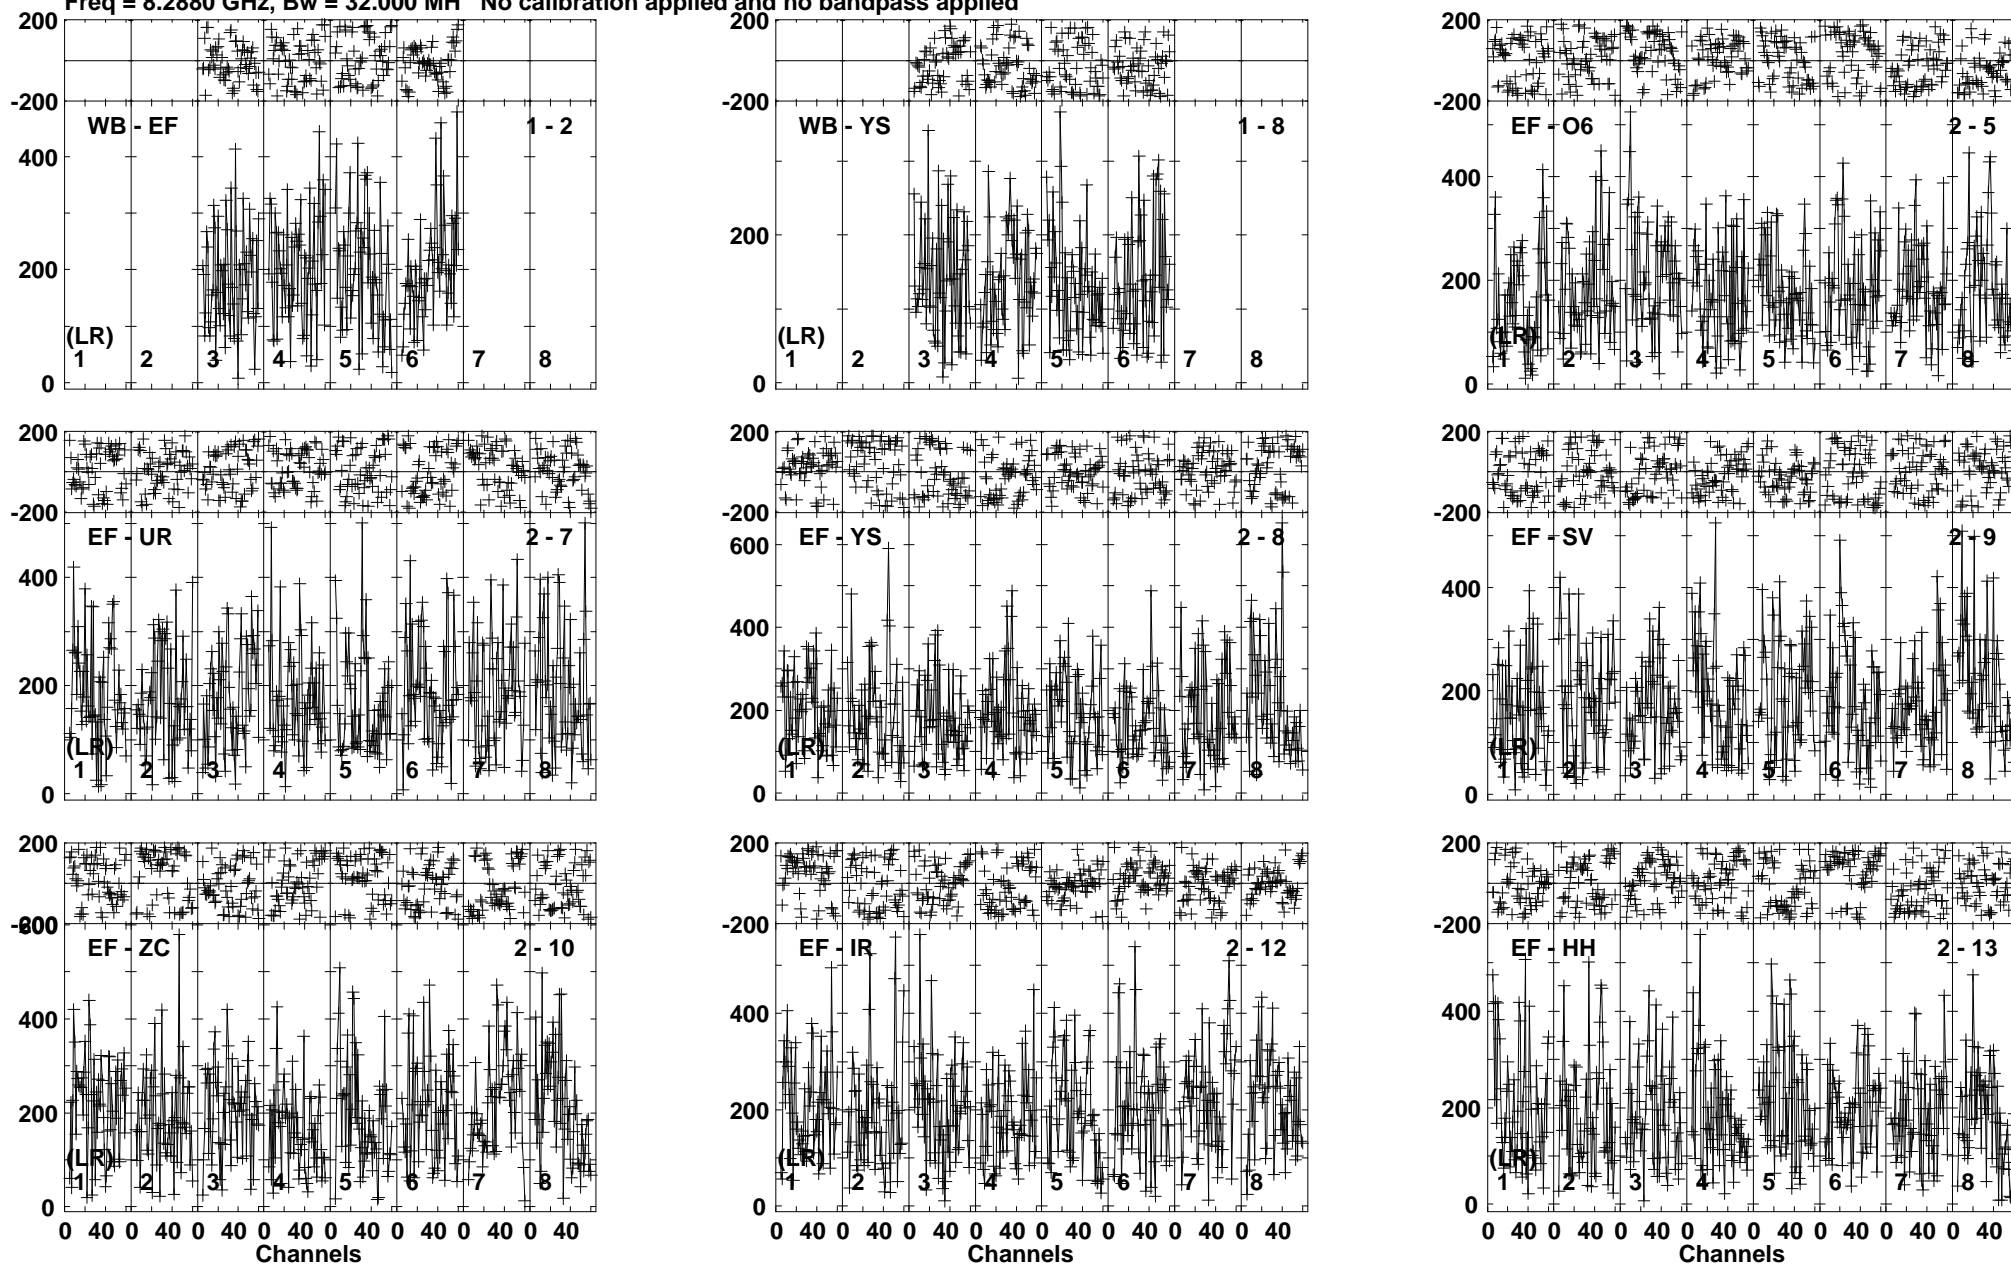 Freq = 8.2880 GHz, Bw = 32.000 MH No calibration applied and no bandpass applied
200 200 200
-200 -200 -200
WB - EF 1 - 2 WB - YS 1 - 8 EF - O6 2 - 5
400 400
200 200 200
(LR) (LR) (LR)
1 2 3 4 5 6 7 8 1 2 3 4 5 6 7 8 1 2 3 4 5 6 7 8
0 0 0
200 200 200
-200 -200 -200
EF - UR 2 - 7 EF - YS 2 - 8 EF - SV 2 - 9
600
400 400 400
200 200 200
(LR) (LR) (LR)
1 2 3 4 5 6 7 8 1 2 3 4 5 6 7 8 1 2 3 4 5 6 7 8
0 0 0
200 200 200
-200 -200
600
EF - ZC 2 - 10 EF - IR 2 - 12 EF - HH 2 - 13
400 400 400
200 200 200
(LR) (LR) (LR)
1 2 3 4 5 6 7 8 1 2 3 4 5 6 7 8 1 2 3 4 5 6 7 8
0 0 0
0 40 0 40 0 40 0 40 0 40 0 40 0 40 0 40 0 40 0 40 0 40 0 40 0 40 0 40 0 40 0 40 0 40 0 40 0 40 0 40 0 40 0 40 0 40 0 40
Channels Channels Channels